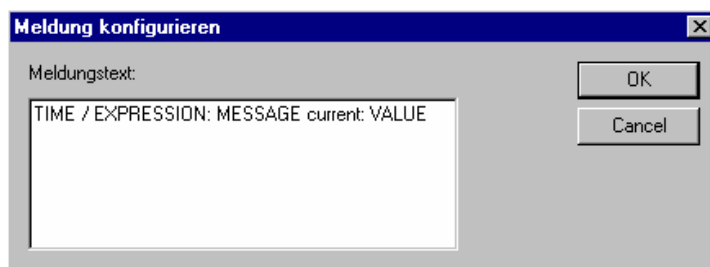 Meldung konfigurieren
Meldungstext:
TIME / EXPRESSION: MESSAGE current: VALUE
OK
Cancel